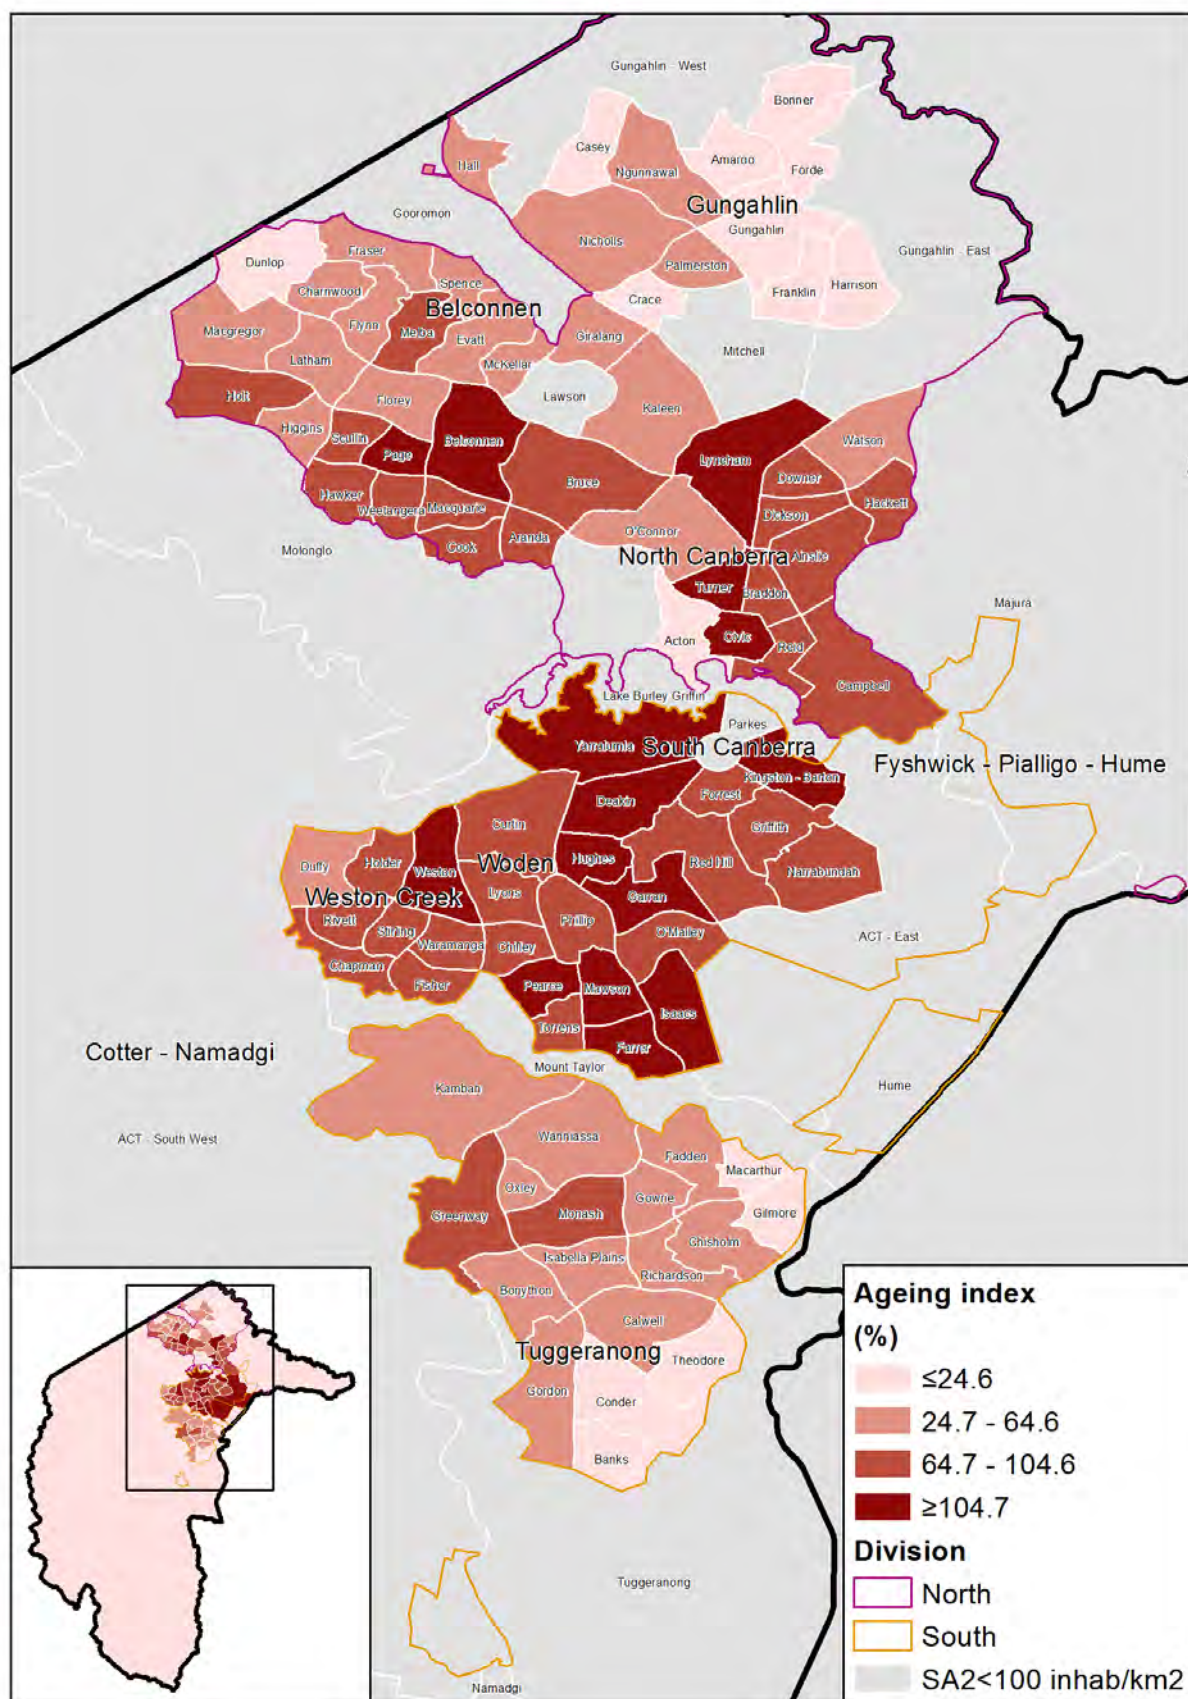 Gungahlin - West
Bonner
Casey
Amaroo
Hall
Ngunnawal
Forde
Gungahlin
Gooromon
Gungahlin
Nicholls
Gungahlin - East
Fraser
Dunlop
Palmerston
Spence
Charnwood
Crace
Franklin
Harrison
Belconnen
Flynn
Macgregor
Melba
Evatt
Giralang
Mitchell
Latham
McKellar
Holt
Lawson
Florey
Kaleen
Higgins
Scullin
Belconnen
Watson
Page
Lyneham
Downer
Bruce
Hawker
Hackett
Weetangera
Macquarie
Dickson
O'Connor
Aranda
Cook
Molonglo
North Canberra
Ainslie
Turner
Braddon
Majura
Acton
Civic
Reid
Campbell
Lake Burley Griffin
Parkes
Yarralumla
South Canberra
Fyshwick - Pialligo - Hume
Kingston - Barton
Deakin
Forrest
Curtin
Griffith
Hughes
Duffy
Holder
Weston
Woden
Red Hill
Narrabundah
Weston Creek
Lyons
Garran
Rivett
Stirling
Phillip
O'Malley
ACT - East
Waramanga
Chifley
Chapman
Fisher
Pearce
Mawson
Isaacs
Torrens
Farrer
Cotter - Namadgi
Mount Taylor
Kambah
Hume
ACT - South West
Wanniassa
Fadden
Macarthur
Oxley
Gowrie
Greenway
Monash
Gilmore
Chisholm
Isabella Plains
Richardson
Bonython
Calwell
Tuggeranong
Theodore
Gordon
Conder
Banks
Tuggeranong
Namadgi
Ageing index
(%)
≤24.6
24.7 - 64.6
64.7 - 104.6
≥104.7
Division
North
South
SA2<100 inhab/km2